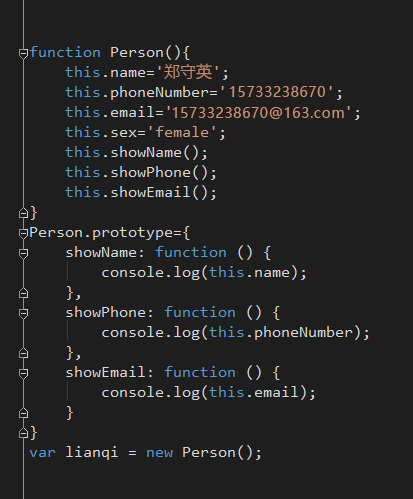 function Person(){
    this.name='郑守英';
    this.phoneNumber='15733238670';
    this.email='15733238670@163.com';
    this.sex='female';
    this.showName();
    this.showPhone();
    this.showEmail();
}
Person.prototype={
    showName: function () {
        console.log(this.name);
    },
    showPhone: function () {
        console.log(this.phoneNumber);
    },
    showEmail: function () {
        console.log(this.email);
    }
}
var lianqi = new Person();